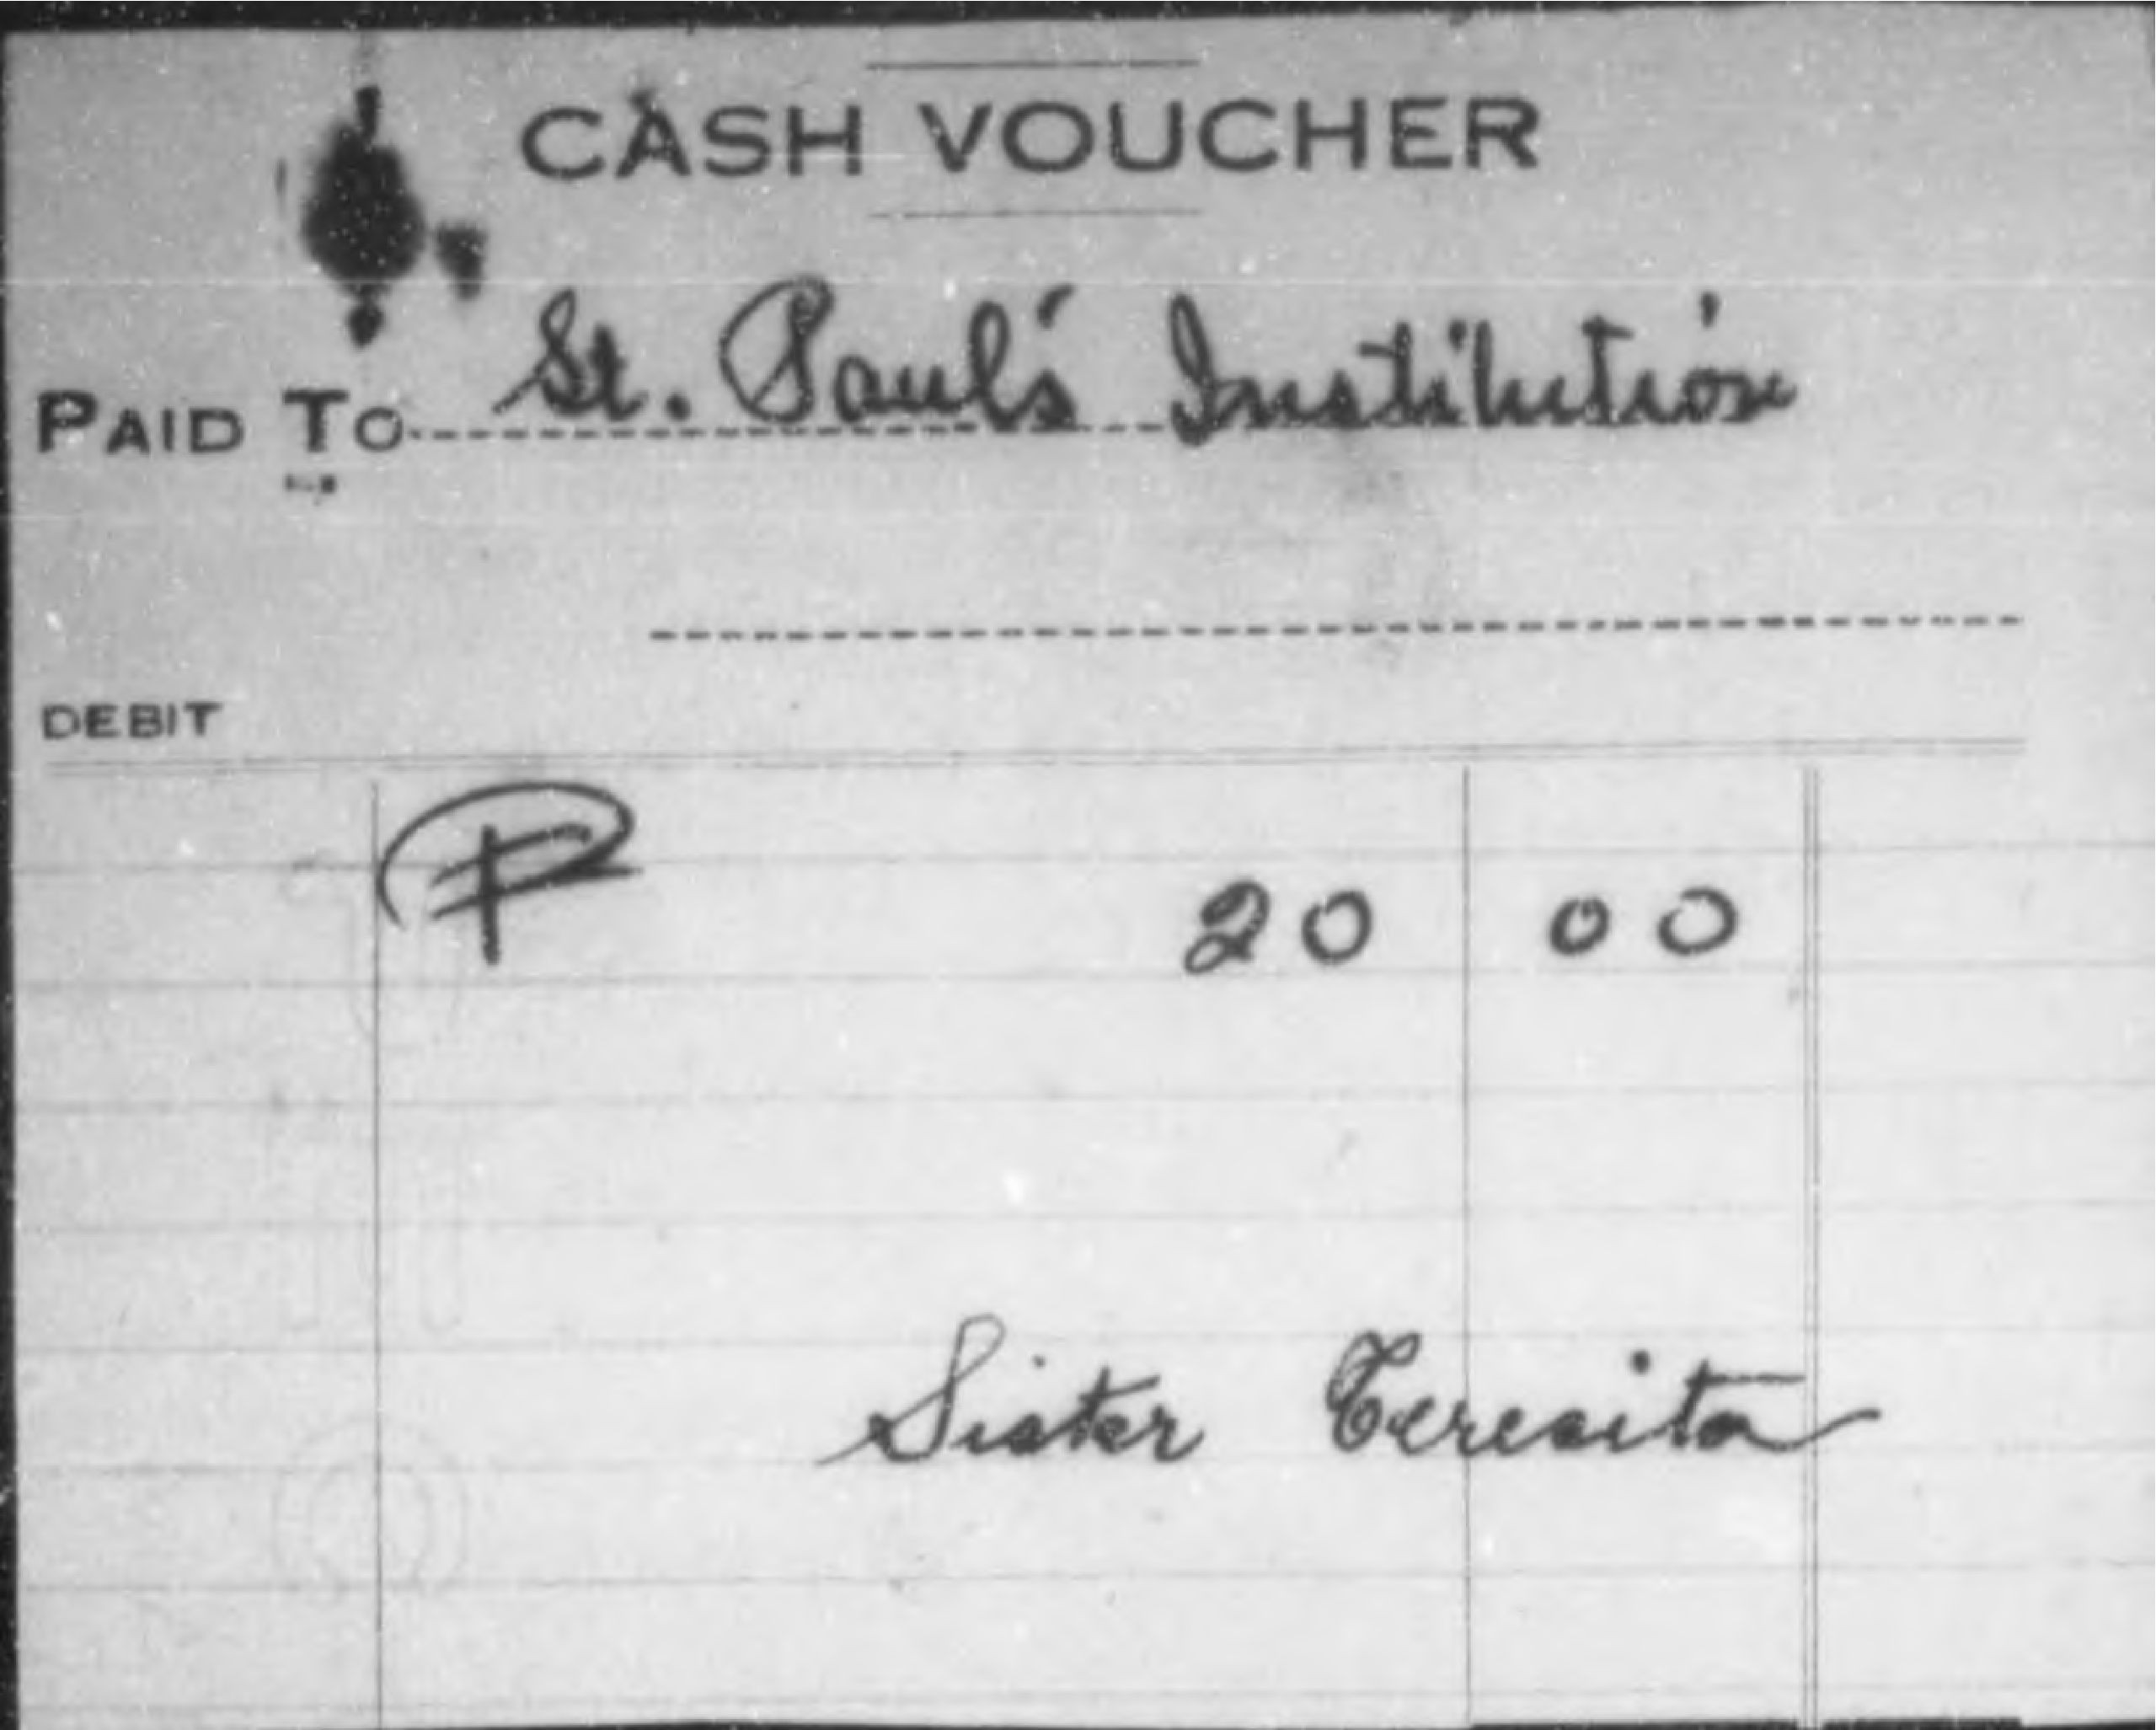 CASH VOUCHER
PAID TO St. Paul's Institution
DEBIT
₱ 20 00
Sister Teresita